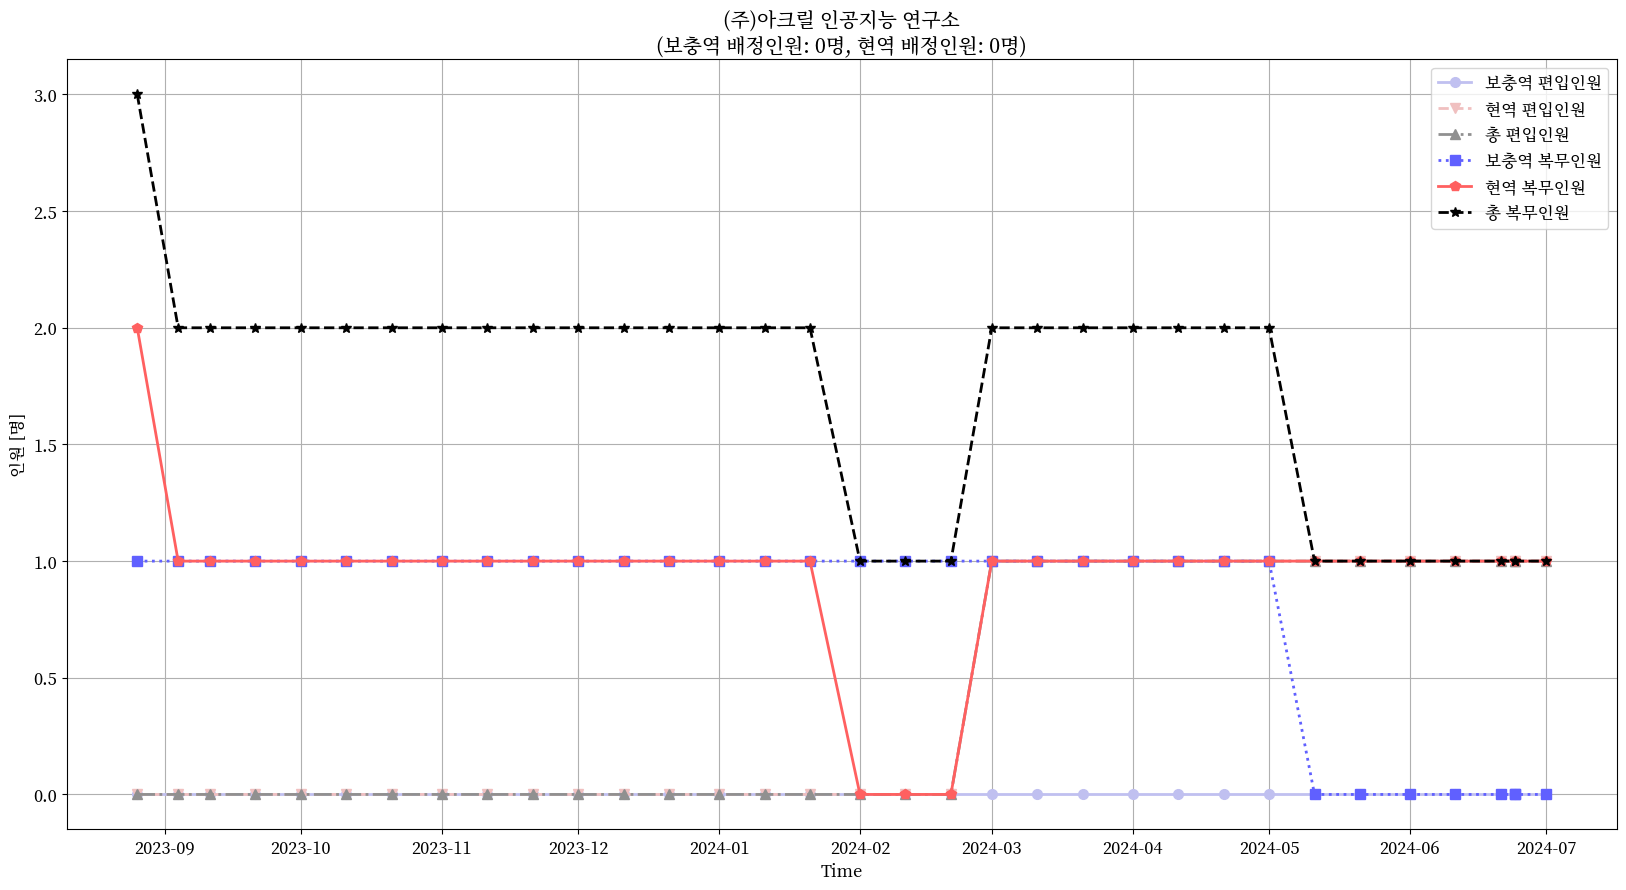 (주)아크릴 인공지능 연구소
(보충역 배정인원: 0명, 현역 배정인원: 0명)
보충역 편입인원
현역 편입인원
총 편입인원
보충역 복무인원
현역 복무인원
총 복무인원
3.0
2.5
2.0
1.5
1.0
0.5
0.0
인원 [명]
2023-09 2023-10 2023-11 2023-12 2024-01 2024-02 2024-03 2024-04 2024-05 2024-06 2024-07
Time